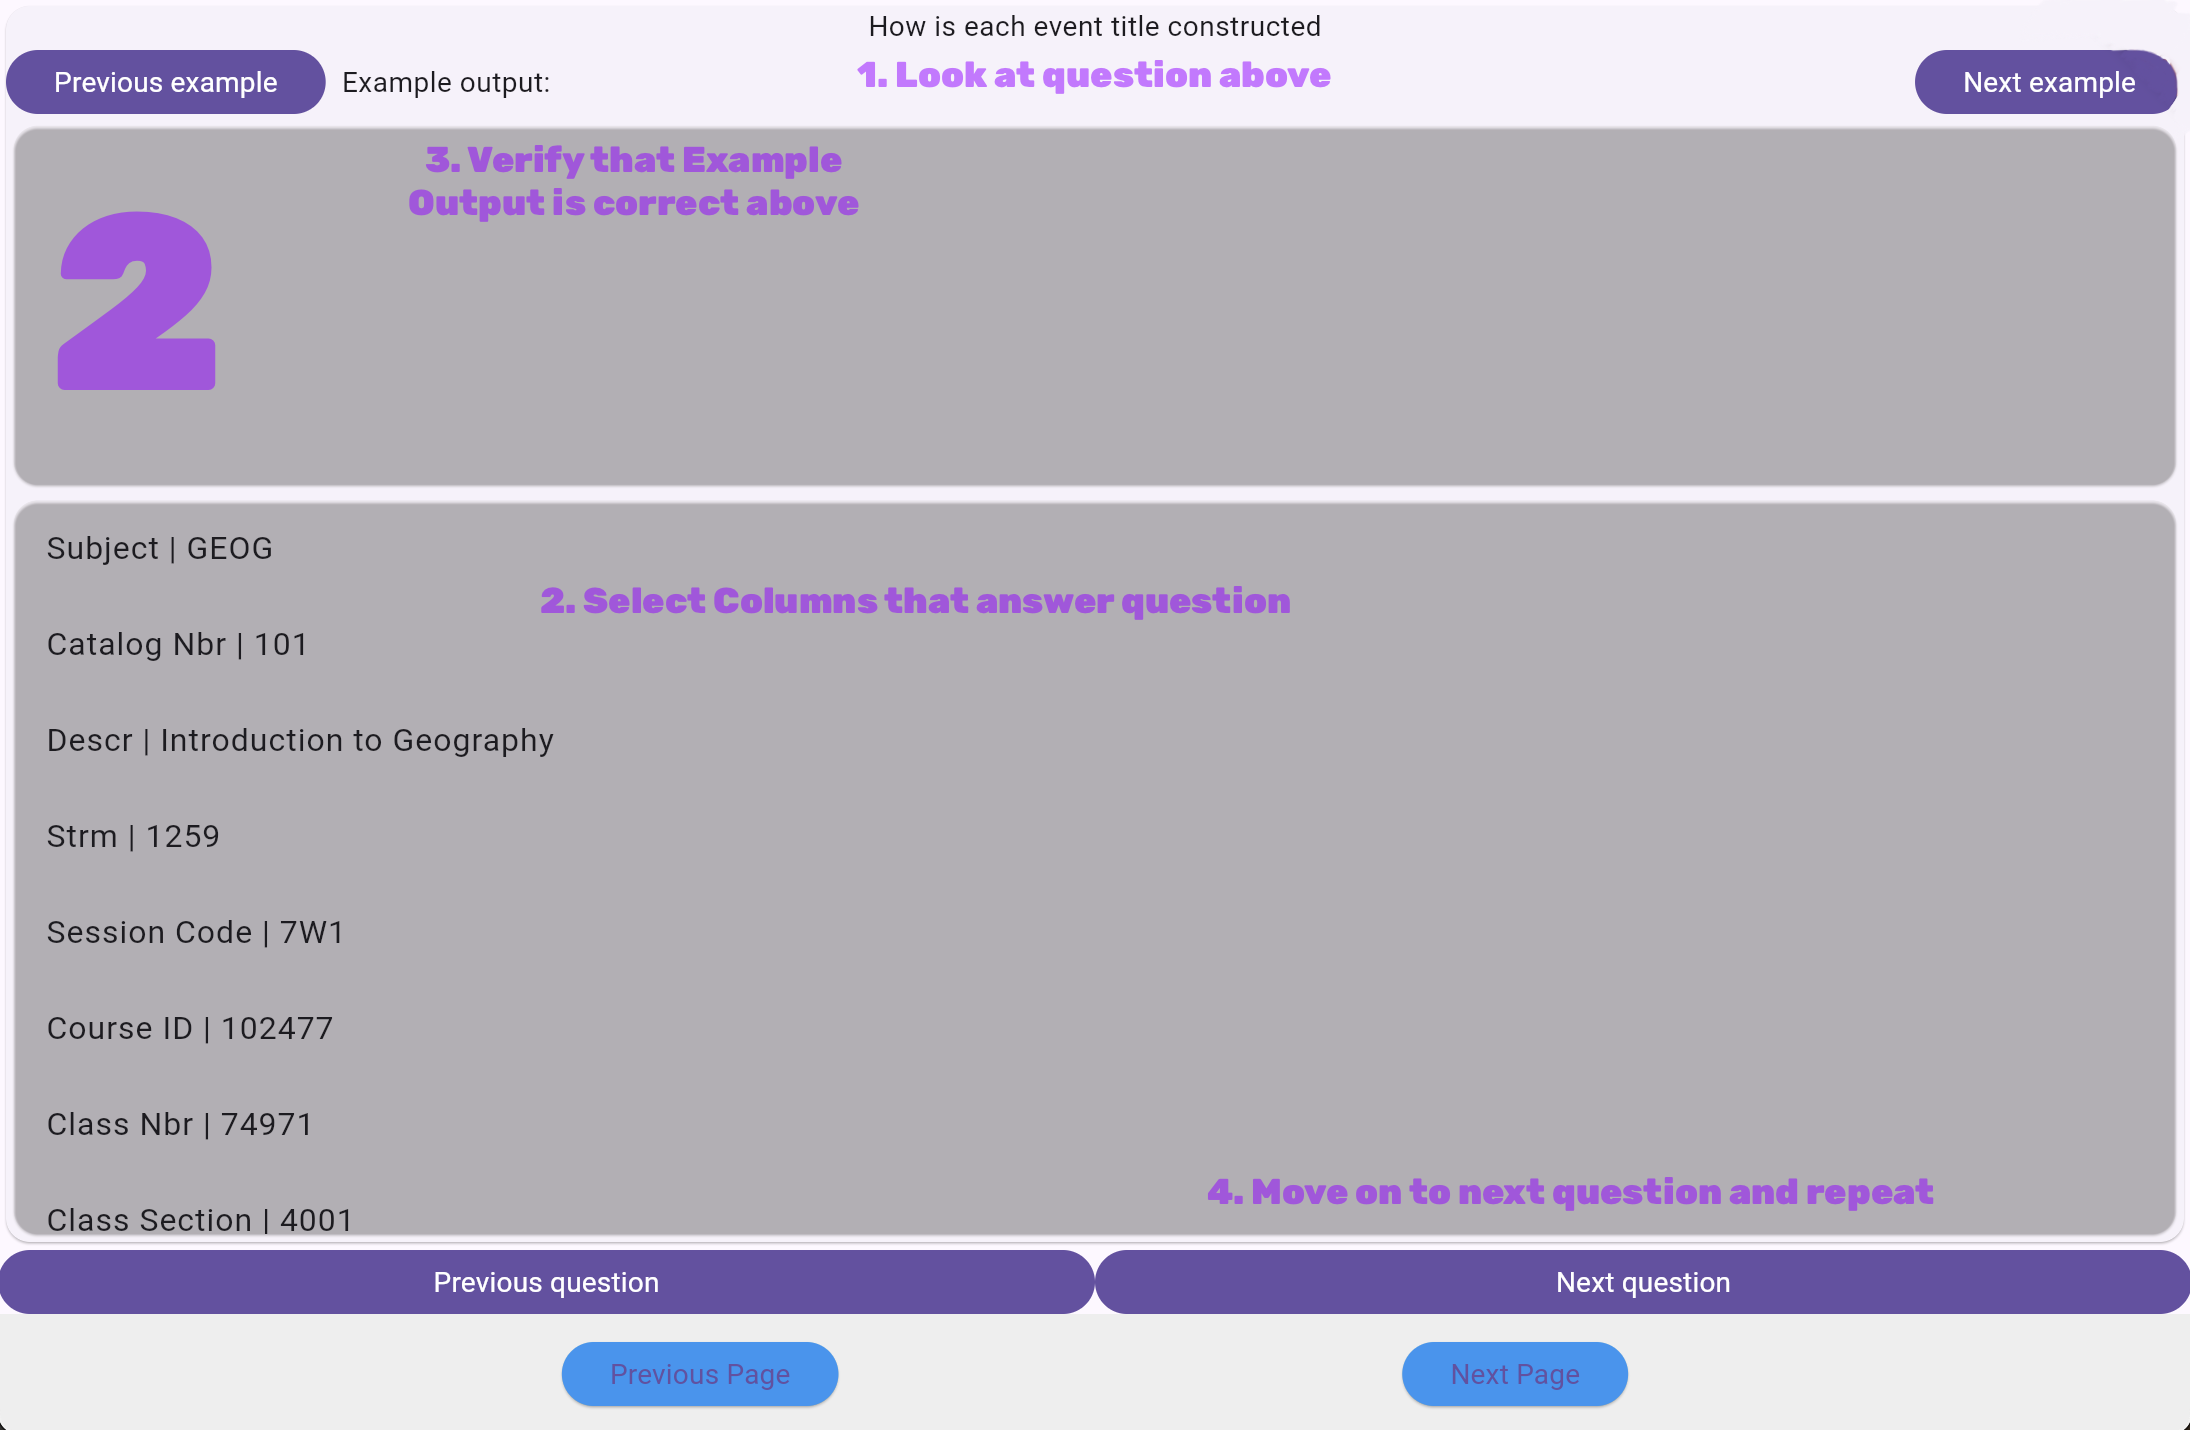 How is each event title constructed
Previous example
Example output:
1. Look at question above
Next example
3. Verify that Example
Output is correct above
2
Subject | GEOG
2. Select Columns that answer question
Catalog Nbr | 101
Descr | Introduction to Geography
Strm | 1259
Session Code | 7W1
Course ID | 102477
Class Nbr | 74971
4. Move on to next question and repeat
Class Section | 4001
Previous question
Next question
Previous Page
Next Page